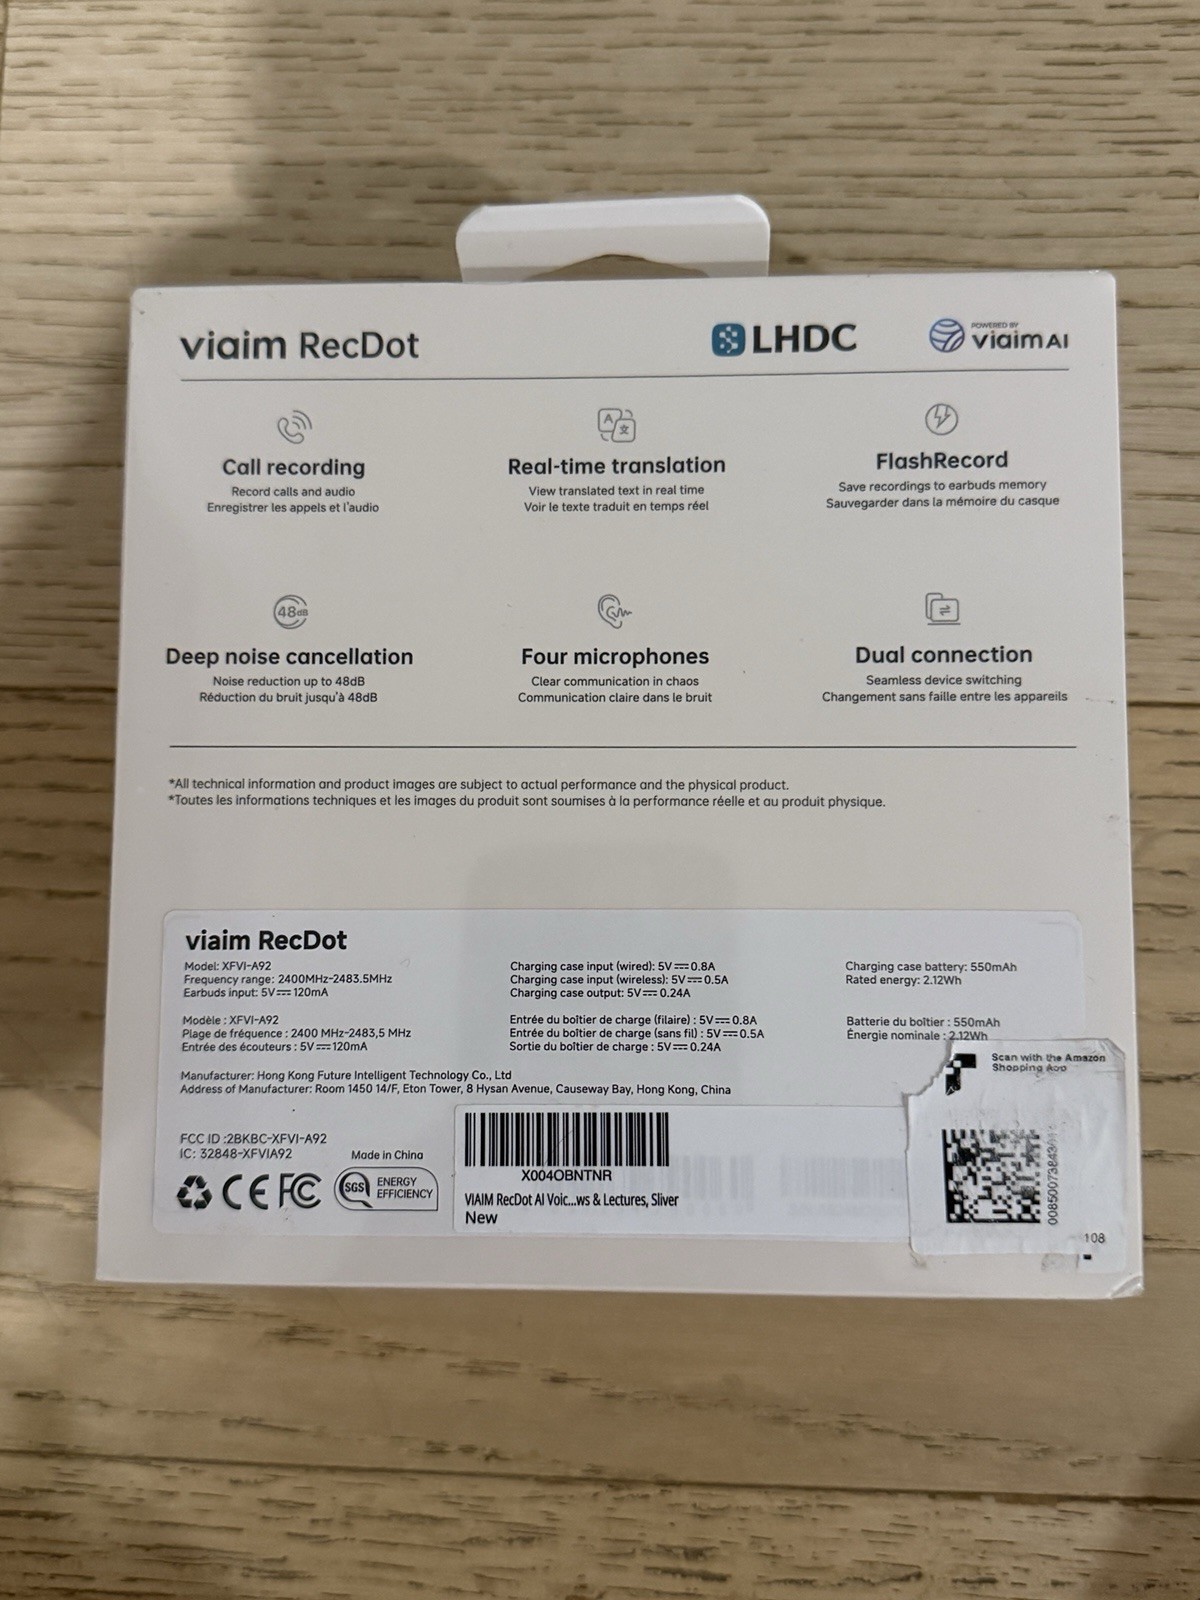 viaim RecDot
LHDC
POWERED BY
viaim AI
Call recording
Record calls and audio
Enregistrer les appels et l'audio
A 文
Real-time translation
View translated text in real time
Voir le texte traduit en temps réel
FlashRecord
Save recordings to earbuds memory
Sauvegarder dans la mémoire du casque
48dB
Deep noise cancellation
Noise reduction up to 48dB
Réduction du bruit jusqu'à 48dB
Four microphones
Clear communication in chaos
Communication claire dans le bruit
Dual connection
Seamless device switching
Changement sans faille entre les appareils
*All technical information and product images are subject to actual performance and the physical product.
*Toutes les informations techniques et les images du produit sont soumises à la performance réelle et au produit physique.
viaim RecDot
Model: XFVI-A92
Frequency range: 2400MHz-2483.5MHz
Earbuds input: 5V⎓120mA
Modèle : XFVI-A92
Plage de fréquence : 2400 MHz-2483,5 MHz
Entrée des écouteurs : 5V⎓120mA
Charging case input (wired): 5V⎓0.8A
Charging case input (wireless): 5V⎓0.5A
Charging case output: 5V⎓0.24A
Entrée du boîtier de charge (filaire) : 5V⎓0.8A
Entrée du boîtier de charge (sans fil) : 5V⎓0.5A
Sortie du boîtier de charge : 5V⎓0.24A
Charging case battery: 550mAh
Rated energy: 2.12Wh
Batterie du boîtier : 550mAh
Énergie nominale : 2.12Wh
Manufacturer: Hong Kong Future Intelligent Technology Co., Ltd
Address of Manufacturer: Room 1450 14/F, Eton Tower, 8 Hysan Avenue, Causeway Bay, Hong Kong, China
FCC ID :2BKBC-XFVI-A92
IC: 32848-XFVIA92
Made in China
CE FC
SGS ENERGY
EFFICIENCY
X004OBNTNR
VIAIM RecDot AI Voic...ws & Lectures, Sliver
New
Scan with the Amazon
Shopping App
108